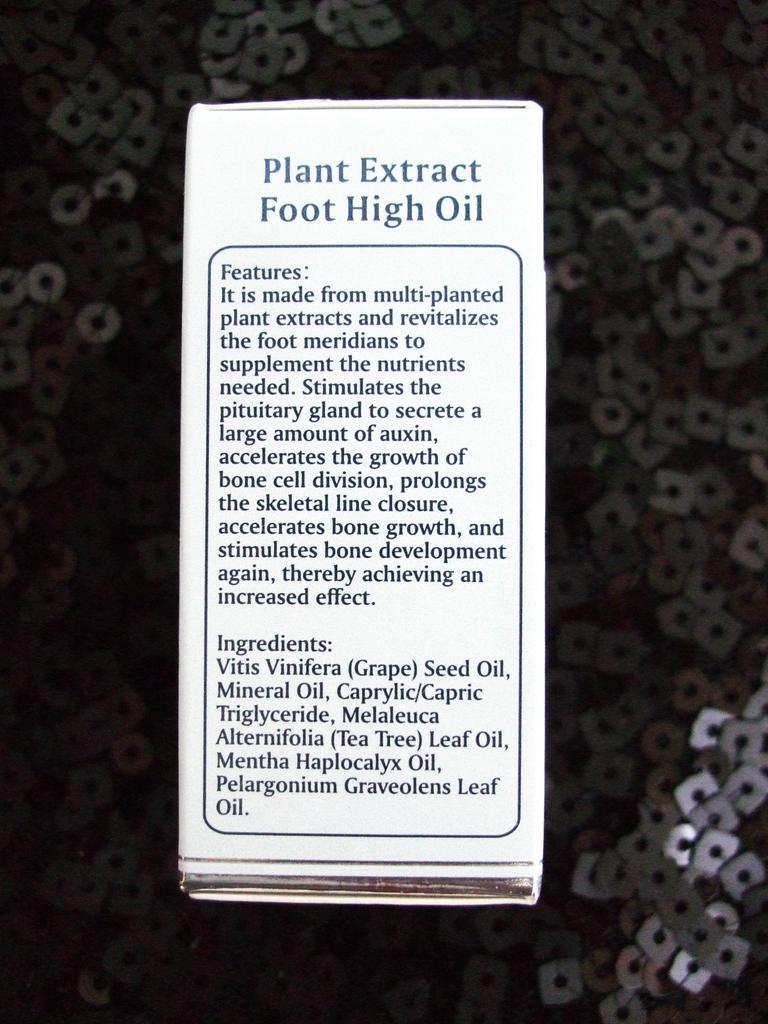 Plant Extract
Foot High Oil
Features:
It is made from multi-planted
plant extracts and revitalizes
the foot meridians to
supplement the nutrients
needed. Stimulates the
pituitary gland to secrete a
large amount of auxin,
accelerates the growth of
bone cell division, prolongs
the skeletal line closure,
accelerates bone growth, and
stimulates bone development
again, thereby achieving an
increased effect.
Ingredients:
Vitis Vinifera (Grape) Seed Oil,
Mineral Oil, Caprylic/Capric
Triglyceride, Melaleuca
Alternifolia (Tea Tree) Leaf Oil,
Mentha Haplocalyx Oil,
Pelargonium Graveolens Leaf
Oil.